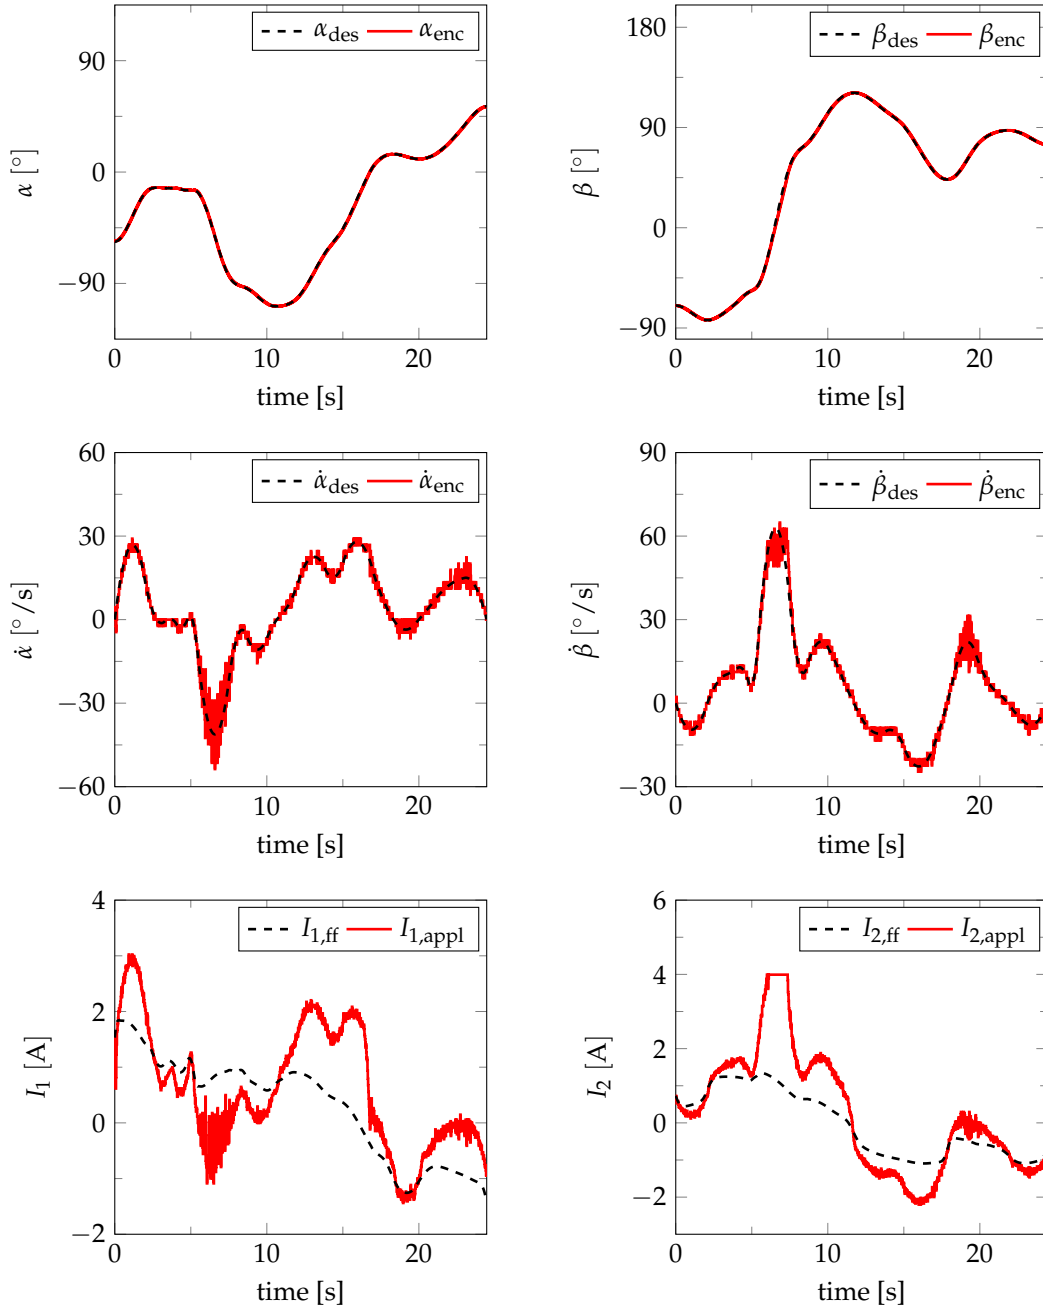 α_des α_enc
90
0
−90
α [°]
0 10 20
time [s]
β_des β_enc
180
90
0
−90
β [°]
0 10 20
time [s]
α̇_des α̇_enc
60
30
0
−30
−60
α̇ [°/s]
0 10 20
time [s]
β̇_des β̇_enc
90
60
30
0
−30
β̇ [°/s]
0 10 20
time [s]
I_1,ff I_1,appl
4
2
0
−2
I_1 [A]
0 10 20
time [s]
I_2,ff I_2,appl
6
4
2
0
−2
I_2 [A]
0 10 20
time [s]